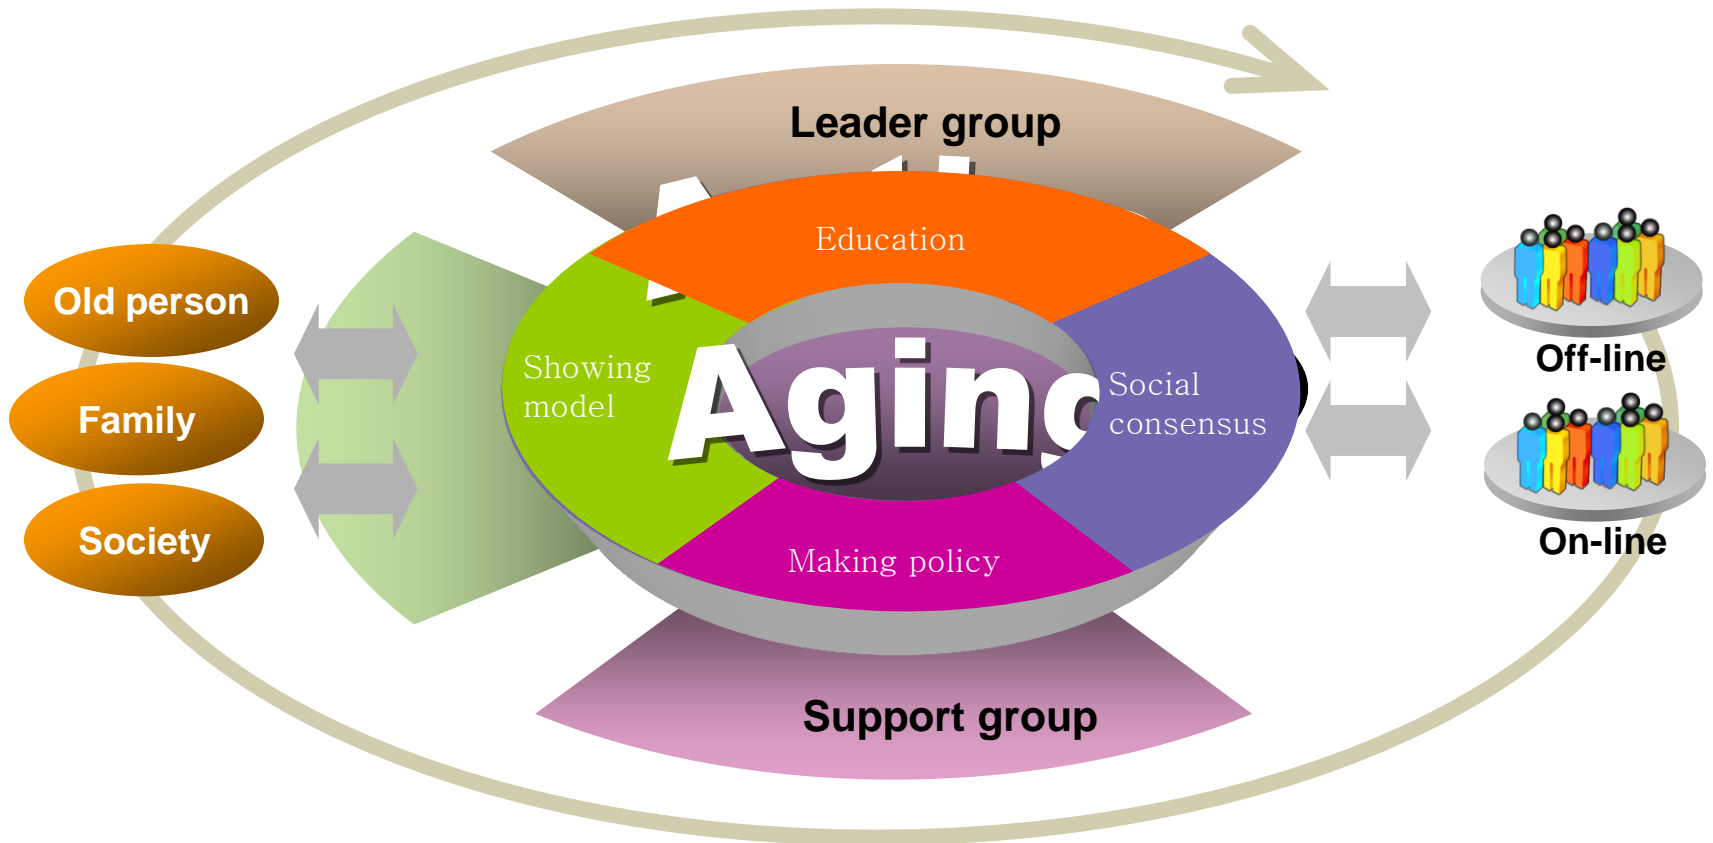 Leader group
Education
Old person
Family
Society
Showing
model
Aging
Social
consensus
Making policy
Support group
Off-line
On-line